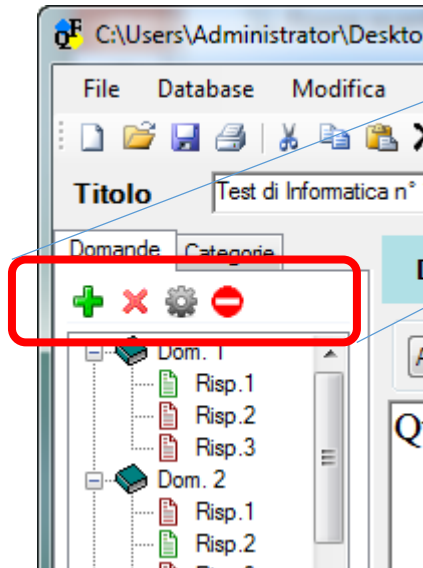 QF C:\Users\Administrator\Deskto
File Database Modifica
Titolo Test di Informatica n°
Domande Categorie
Dom. 1
Risp.1
Risp.2
Risp.3
Dom. 2
Risp.1
Risp.2